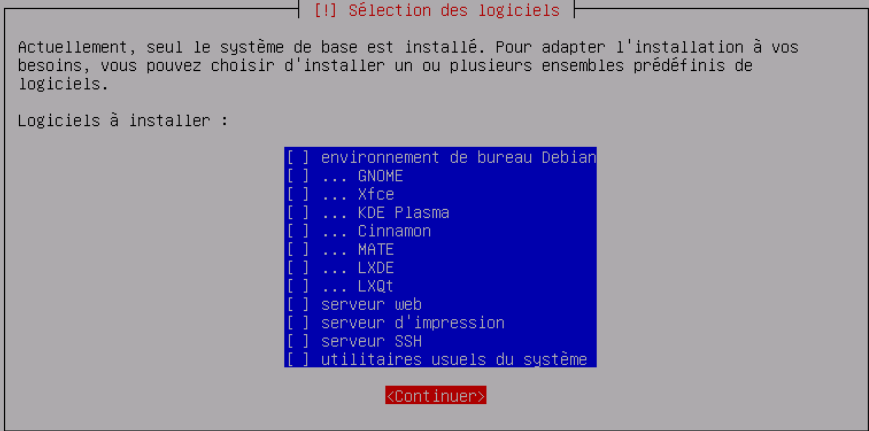 [!] Sélection des logiciels
Actuellement, seul le système de base est installé. Pour adapter l'installation à vos
besoins, vous pouvez choisir d'installer un ou plusieurs ensembles prédéfinis de
logiciels.
Logiciels à installer :
[ ] environnement de bureau Debian
[ ] ... GNOME
[ ] ... Xfce
[ ] ... KDE Plasma
[ ] ... Cinnamon
[ ] ... MATE
[ ] ... LXDE
[ ] ... LXQt
[ ] serveur web
[ ] serveur d'impression
[ ] serveur SSH
[ ] utilitaires usuels du système
<Continuer>